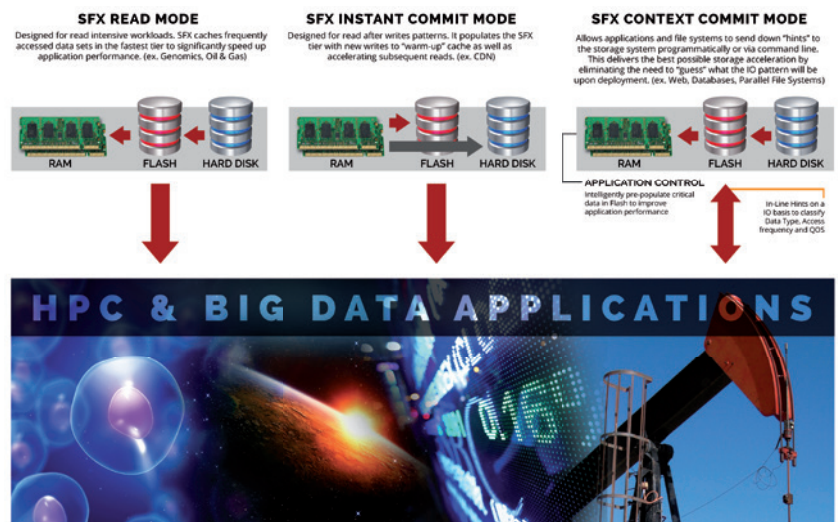 SFX READ MODE
Designed for read intensive workloads. SFX caches frequently
accessed data sets in the fastest tier to significantly speed up
application performance. (ex. Genomics, Oil & Gas)
RAM
FLASH
HARD DISK
SFX INSTANT COMMIT MODE
Designed for read after writes patterns. It populates the SFX
tier with new writes to "warm-up" cache as well as
accelerating subsequent reads. (ex. CDN)
RAM
FLASH
HARD DISK
SFX CONTEXT COMMIT MODE
Allows applications and file systems to send down "hints" to
the storage system programmatically or via command line.
This delivers the best possible storage acceleration by
eliminating the need to "guess" what the IO pattern will be
upon deployment. (ex. Web, Databases, Parallel File Systems)
RAM
FLASH
HARD DISK
APPLICATION CONTROL
Intelligently pre-populate critical
data in Flash to improve
application performance
In-Line Hints on a
IO basis to classify
Data Type, Access
frequency and QOS
HPC & BIG DATA APPLICATIONS
0.16